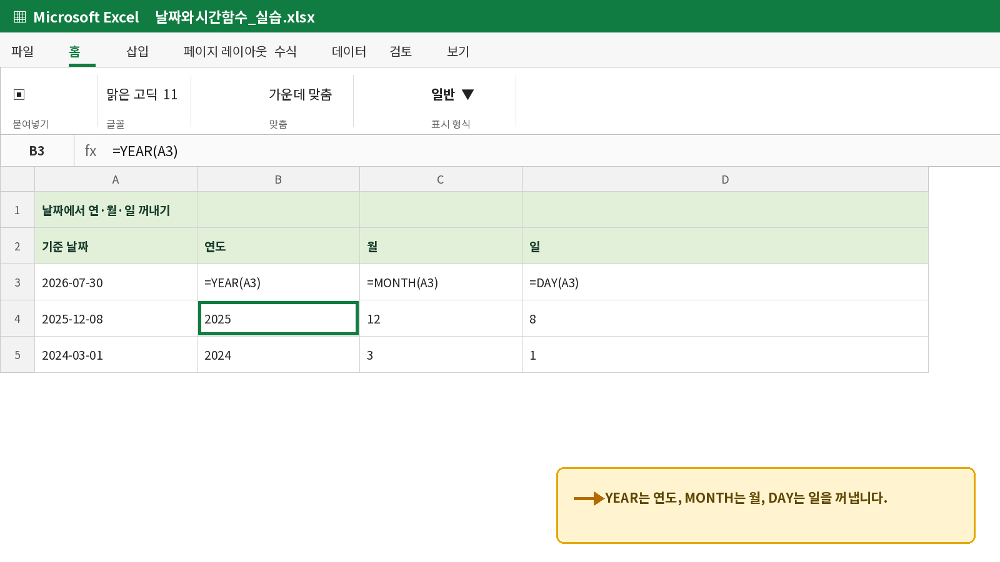 Microsoft Excel 날짜와시간함수_실습.xlsx
파일 홈 삽입 페이지 레이아웃 수식 데이터 검토 보기
맑은 고딕 11 가운데 맞춤 일반 ▼
붙여넣기 글꼴 맞춤 표시 형식
B3 fx =YEAR(A3)
A B C D
1 날짜에서 연·월·일 꺼내기
2 기준 날짜 연도 월 일
3 2026-07-30 =YEAR(A3) =MONTH(A3) =DAY(A3)
4 2025-12-08 2025 12 8
5 2024-03-01 2024 3 1
YEAR는 연도, MONTH는 월, DAY는 일을 꺼냅니다.